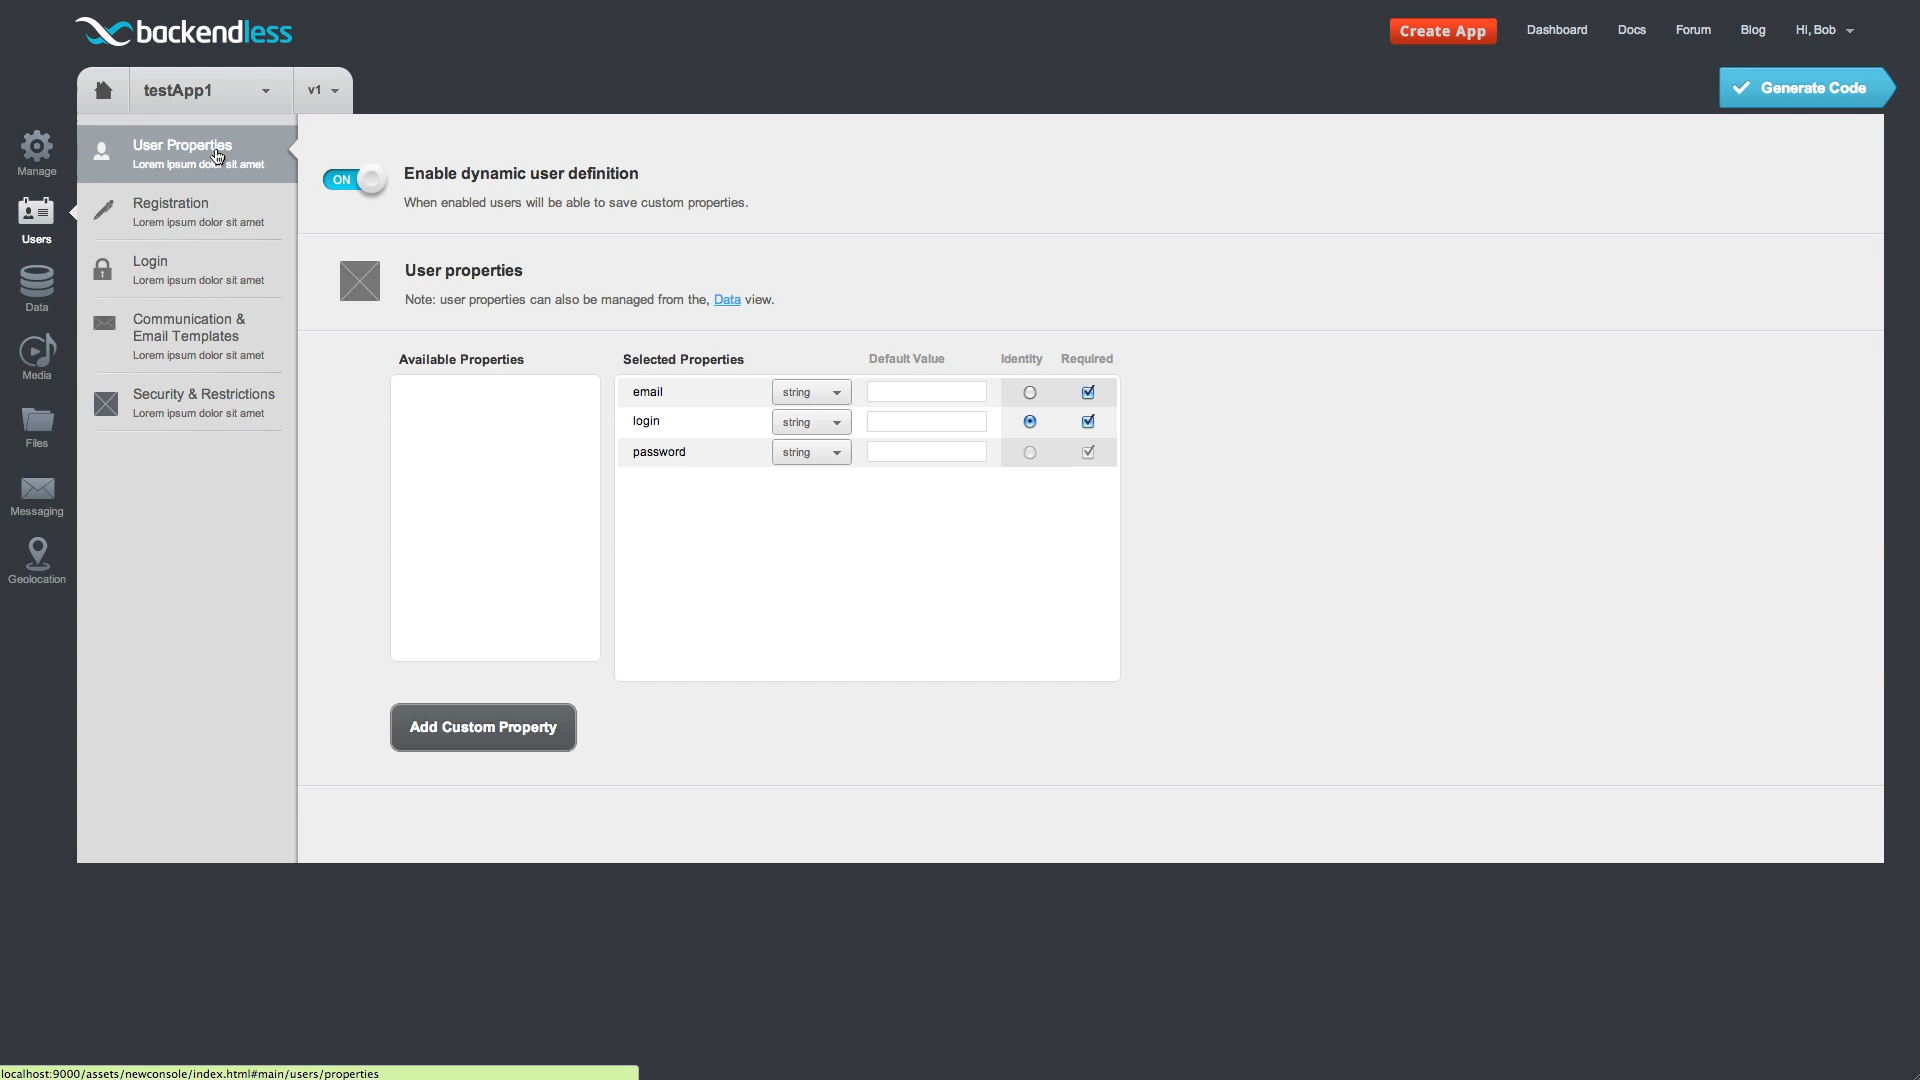 backendless
Create App
Dashboard
Docs
Forum
Blog
Hi, Bob
testApp1
v1
Generate Code
Manage
Users
Data
Media
Files
Messaging
Geolocation
User Properties
Lorem ipsum dolor sit amet
Registration
Lorem ipsum dolor sit amet
Login
Lorem ipsum dolor sit amet
Communication &
Email Templates
Lorem ipsum dolor sit amet
Security & Restrictions
Lorem ipsum dolor sit amet
ON
Enable dynamic user definition
When enabled users will be able to save custom properties.
User properties
Note: user properties can also be managed from the, Data view.
Available Properties
Selected Properties
Default Value
Identity
Required
email
string
login
string
password
string
Add Custom Property
localhost:9000/assets/newconsole/index.html#main/users/properties